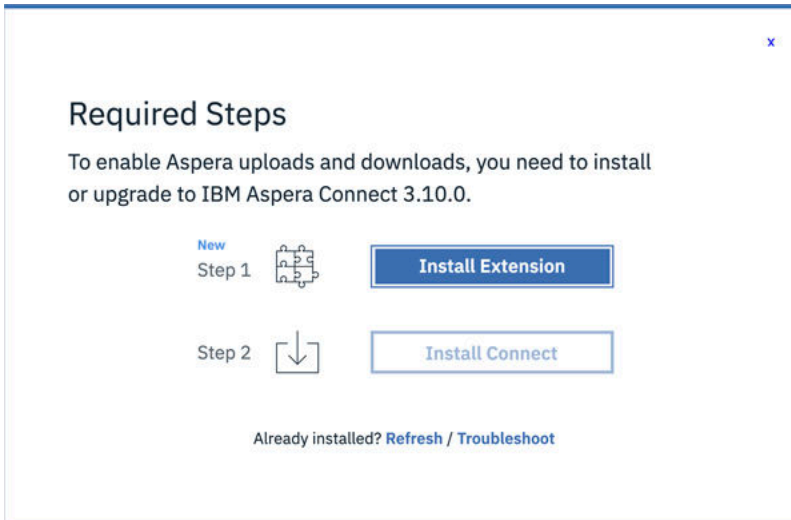 x
Required Steps
To enable Aspera uploads and downloads, you need to install
or upgrade to IBM Aspera Connect 3.10.0.
New
Step 1
Install Extension
Step 2
Install Connect
Already installed? Refresh / Troubleshoot